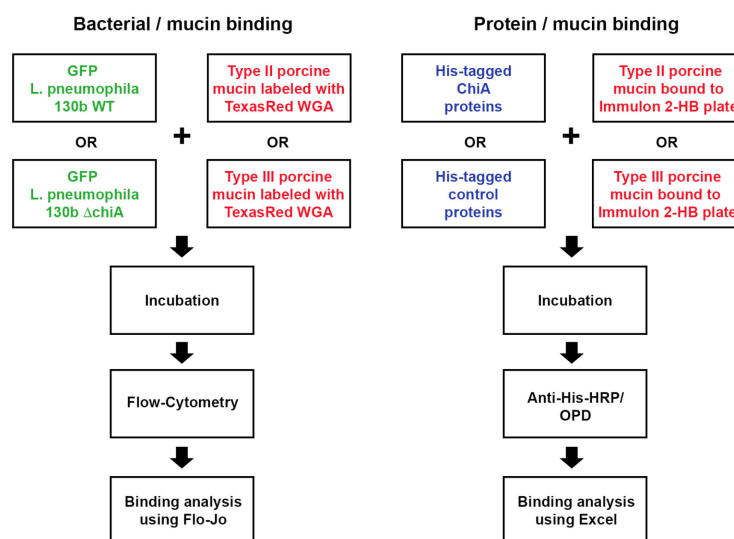 Bacterial / mucin binding
GFP
L. pneumophila
130b WT
+
Type II porcine
mucin labeled with
TexasRed WGA
OR
OR
GFP
L. pneumophila
130b ΔchiA
Type III porcine
mucin labeled with
TexasRed WGA
Incubation
Flow-Cytometry
Binding analysis
using Flo-Jo
Protein / mucin binding
His-tagged
ChiA
proteins
+
Type II porcine
mucin bound to
Immulon 2-HB plate
OR
OR
His-tagged
control
proteins
Type III porcine
mucin bound to
Immulon 2-HB plate
Incubation
Anti-His-HRP/
OPD
Binding analysis
using Excel